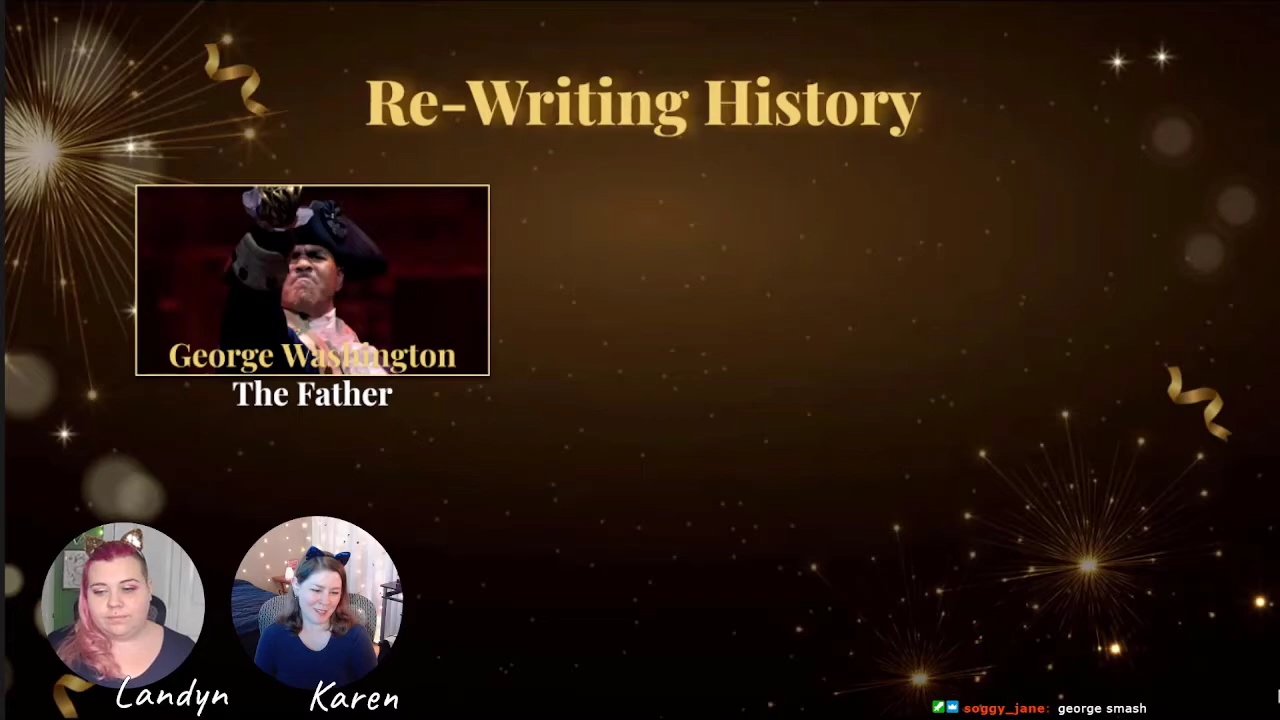 Re-Writing History
George Washington
The Father
Landyn
Karen
soggy_jane: george smash